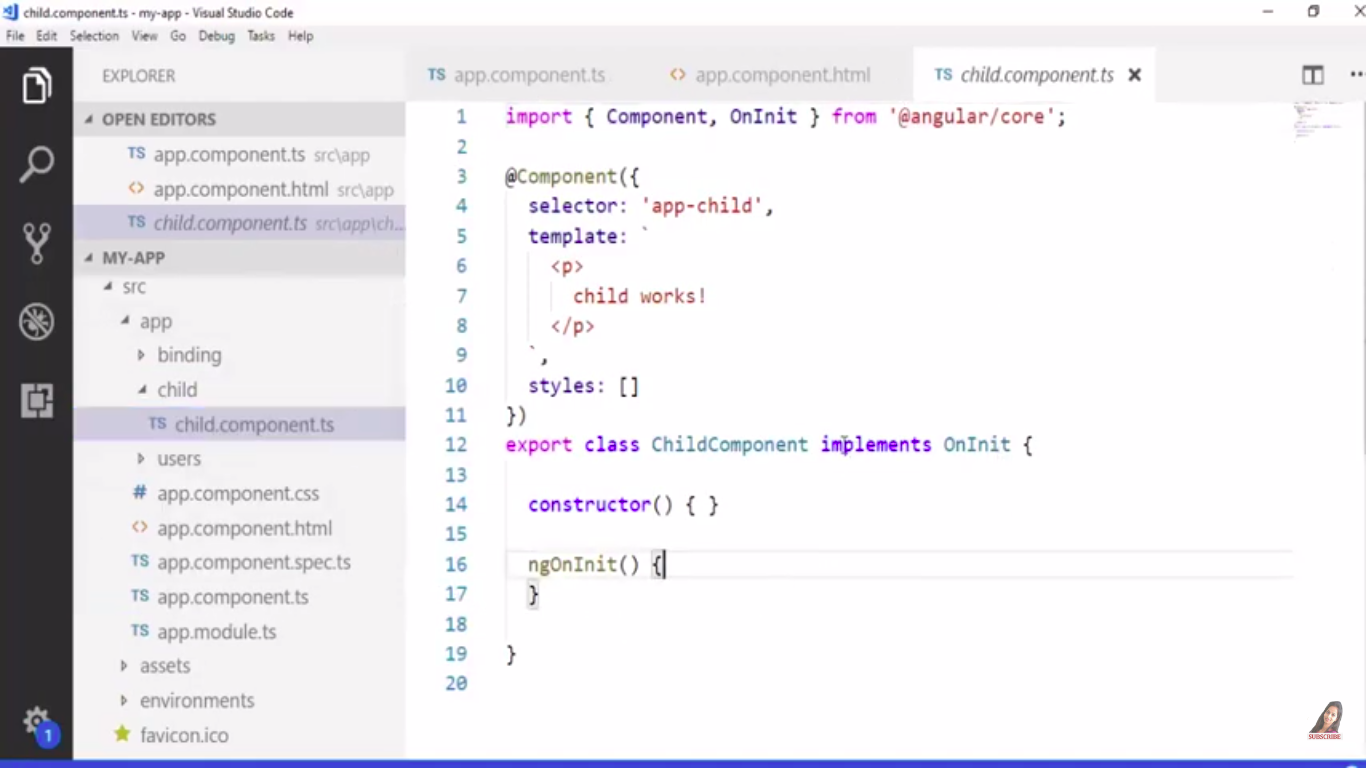 child.component.ts - my-app - Visual Studio Code
File Edit Selection View Go Debug Tasks Help
EXPLORER
OPEN EDITORS
TS app.component.ts src\app
<> app.component.html src\app
TS child.component.ts src\app\ch...
MY-APP
src
app
binding
child
TS child.component.ts
users
# app.component.css
<> app.component.html
TS app.component.spec.ts
TS app.component.ts
TS app.module.ts
assets
environments
favicon.ico
1
TS app.component.ts <> app.component.html TS child.component.ts
1 import { Component, OnInit } from '@angular/core';
2
3 @Component({
4 selector: 'app-child',
5 template: `
6 <p>
7 child works!
8 </p>
9 `,
10 styles: []
11 })
12 export class ChildComponent implements OnInit {
13
14 constructor() { }
15
16 ngOnInit() {
17 }
18
19 }
20
SUBSCRIBE